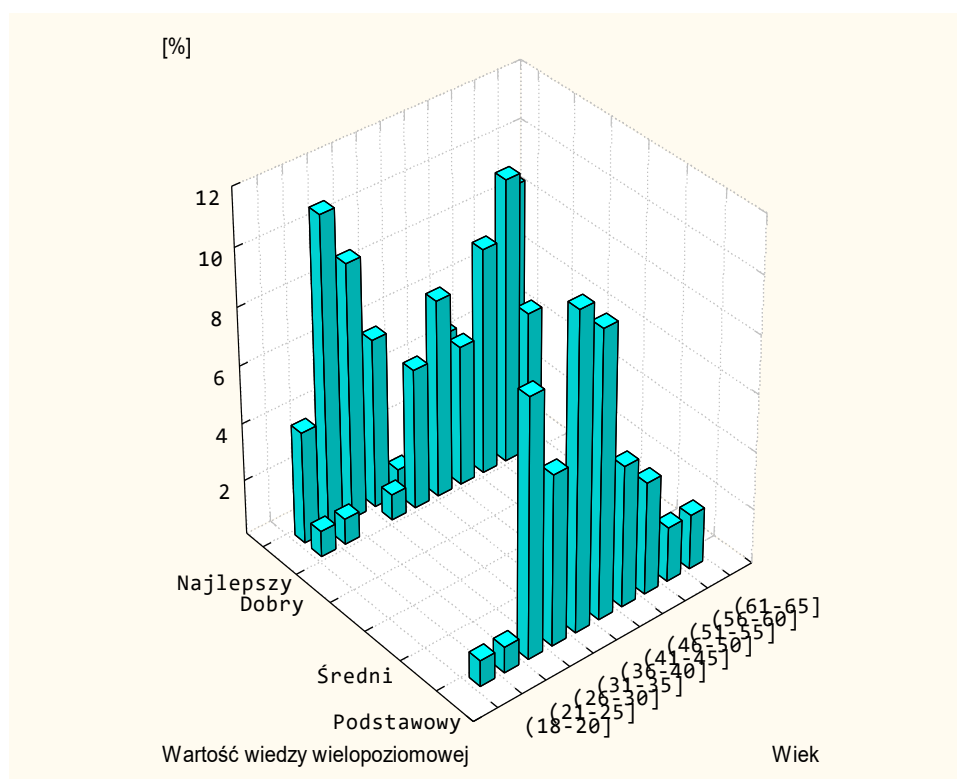 [%]
12
10
8
6
4
2
Najlepszy
Dobry
Średni
Podstawowy
(61-65]
(56-60]
(51-55]
(46-50]
(41-45]
(36-40]
(31-35]
(26-30]
(21-25]
(18-20]
Wartość wiedzy wielopoziomowej
Wiek